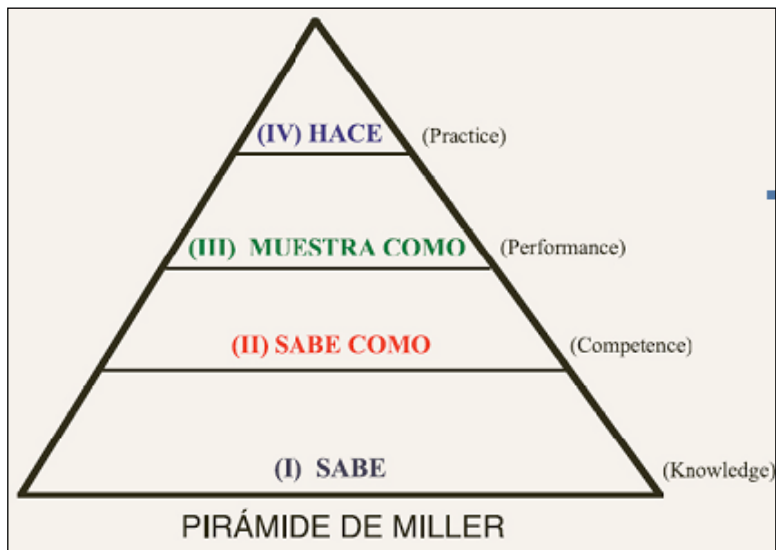 (IV) HACE (Practice)
(III) MUESTRA COMO (Performance)
(II) SABE COMO (Competence)
(I) SABE (Knowledge)
PIRÁMIDE DE MILLER